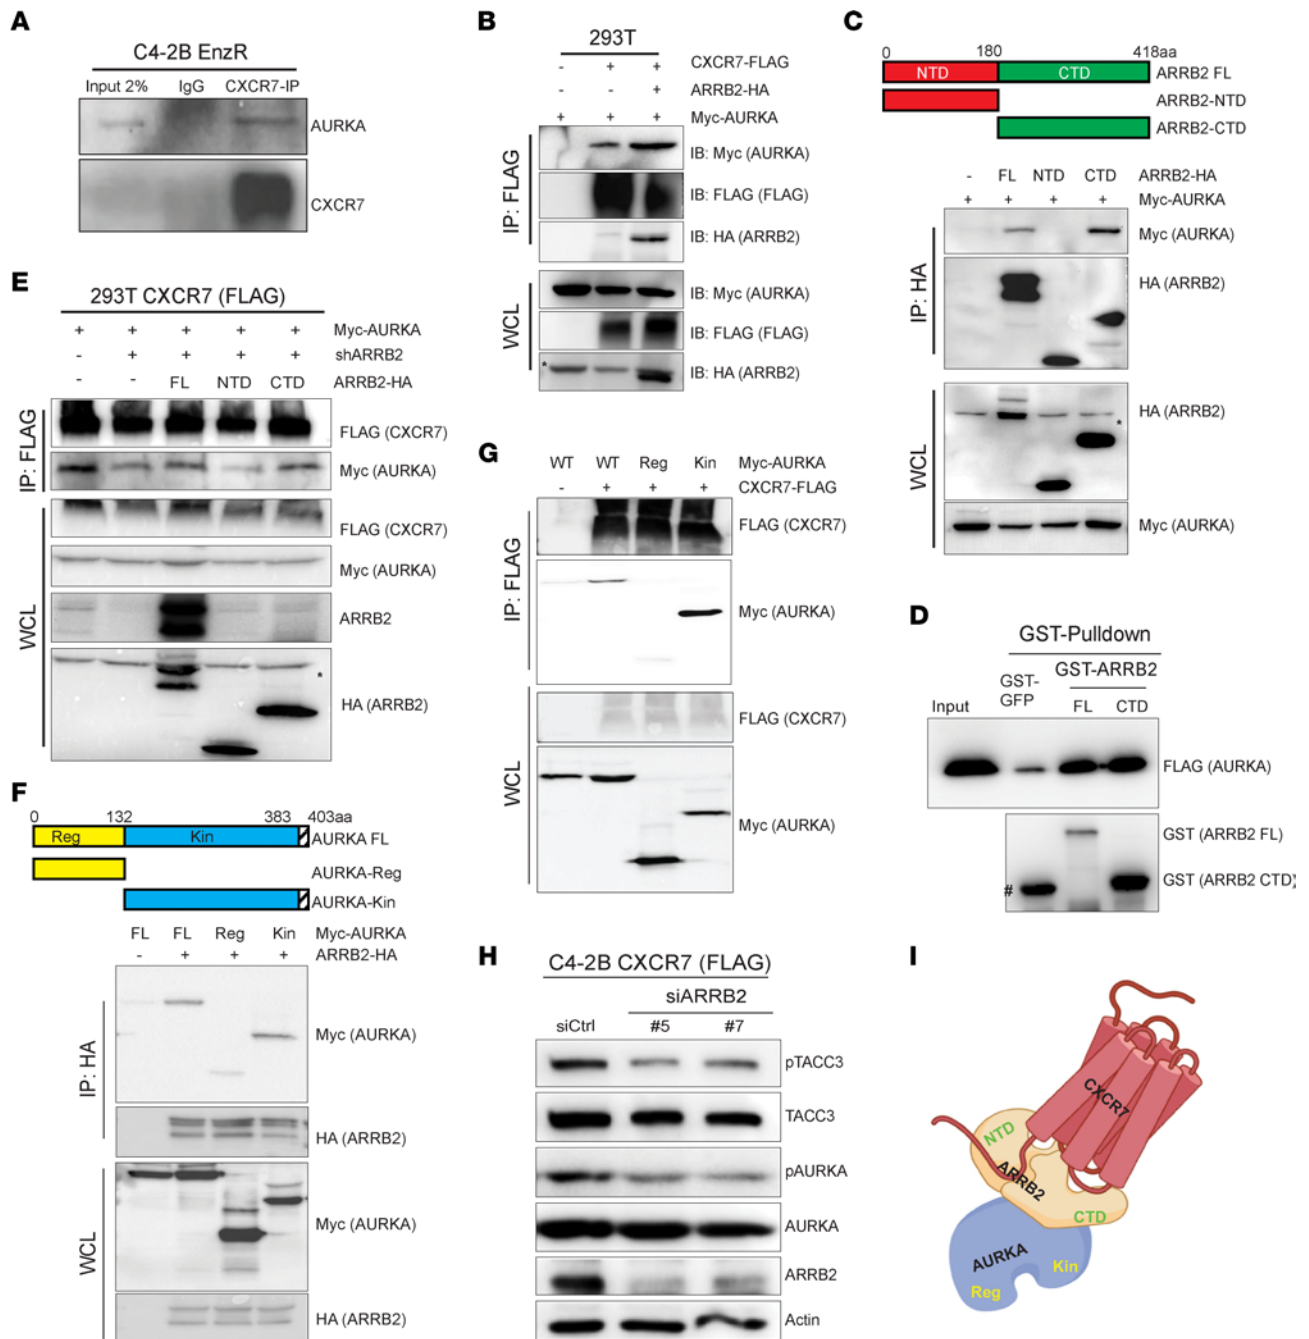 A
C4-2B EnzR
Input 2% IgG CXCR7-IP
AURKA
CXCR7
B
293T
- + + CXCR7-FLAG
- - + ARRB2-HA
+ + + Myc-AURKA
IP: FLAG
IB: Myc (AURKA)
IB: FLAG (FLAG)
IB: HA (ARRB2)
WCL
IB: Myc (AURKA)
IB: FLAG (FLAG)
* IB: HA (ARRB2)
C
0 180 418aa
NTD CTD ARRB2 FL
ARRB2-NTD
ARRB2-CTD
- FL NTD CTD ARRB2-HA
+ + + + Myc-AURKA
IP: HA
Myc (AURKA)
HA (ARRB2)
WCL
HA (ARRB2)
*
Myc (AURKA)
D
GST-Pulldown
GST-ARRB2
Input GST-GFP FL CTD
FLAG (AURKA)
GST (ARRB2 FL)
# GST (ARRB2 CTD)
E
293T CXCR7 (FLAG)
+ + + + + Myc-AURKA
- + + + + shARRB2
- - FL NTD CTD ARRB2-HA
IP: FLAG
FLAG (CXCR7)
Myc (AURKA)
WCL
FLAG (CXCR7)
Myc (AURKA)
ARRB2
*
HA (ARRB2)
F
0 132 383 403aa
Reg Kin AURKA FL
AURKA-Reg
AURKA-Kin
FL FL Reg Kin Myc-AURKA
- + + + ARRB2-HA
IP: HA
Myc (AURKA)
HA (ARRB2)
WCL
Myc (AURKA)
HA (ARRB2)
G
WT WT Reg Kin Myc-AURKA
- + + + CXCR7-FLAG
IP: FLAG
FLAG (CXCR7)
Myc (AURKA)
WCL
FLAG (CXCR7)
Myc (AURKA)
H
C4-2B CXCR7 (FLAG)
siARRB2
siCtrl #5 #7
pTACC3
TACC3
pAURKA
AURKA
ARRB2
Actin
I
CXCR7
NTD
ARRB2
CTD
AURKA
Kin
Reg